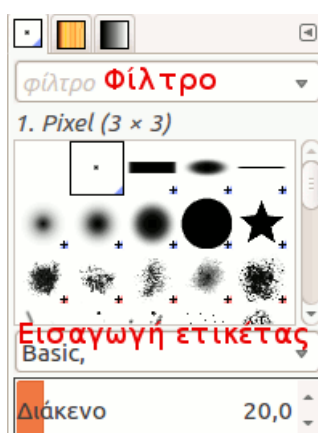 φίλτρο Φίλτρο
1. Pixel (3 × 3)
Εισαγωγή ετικέτας
Basic,
Διάκενο 20,0